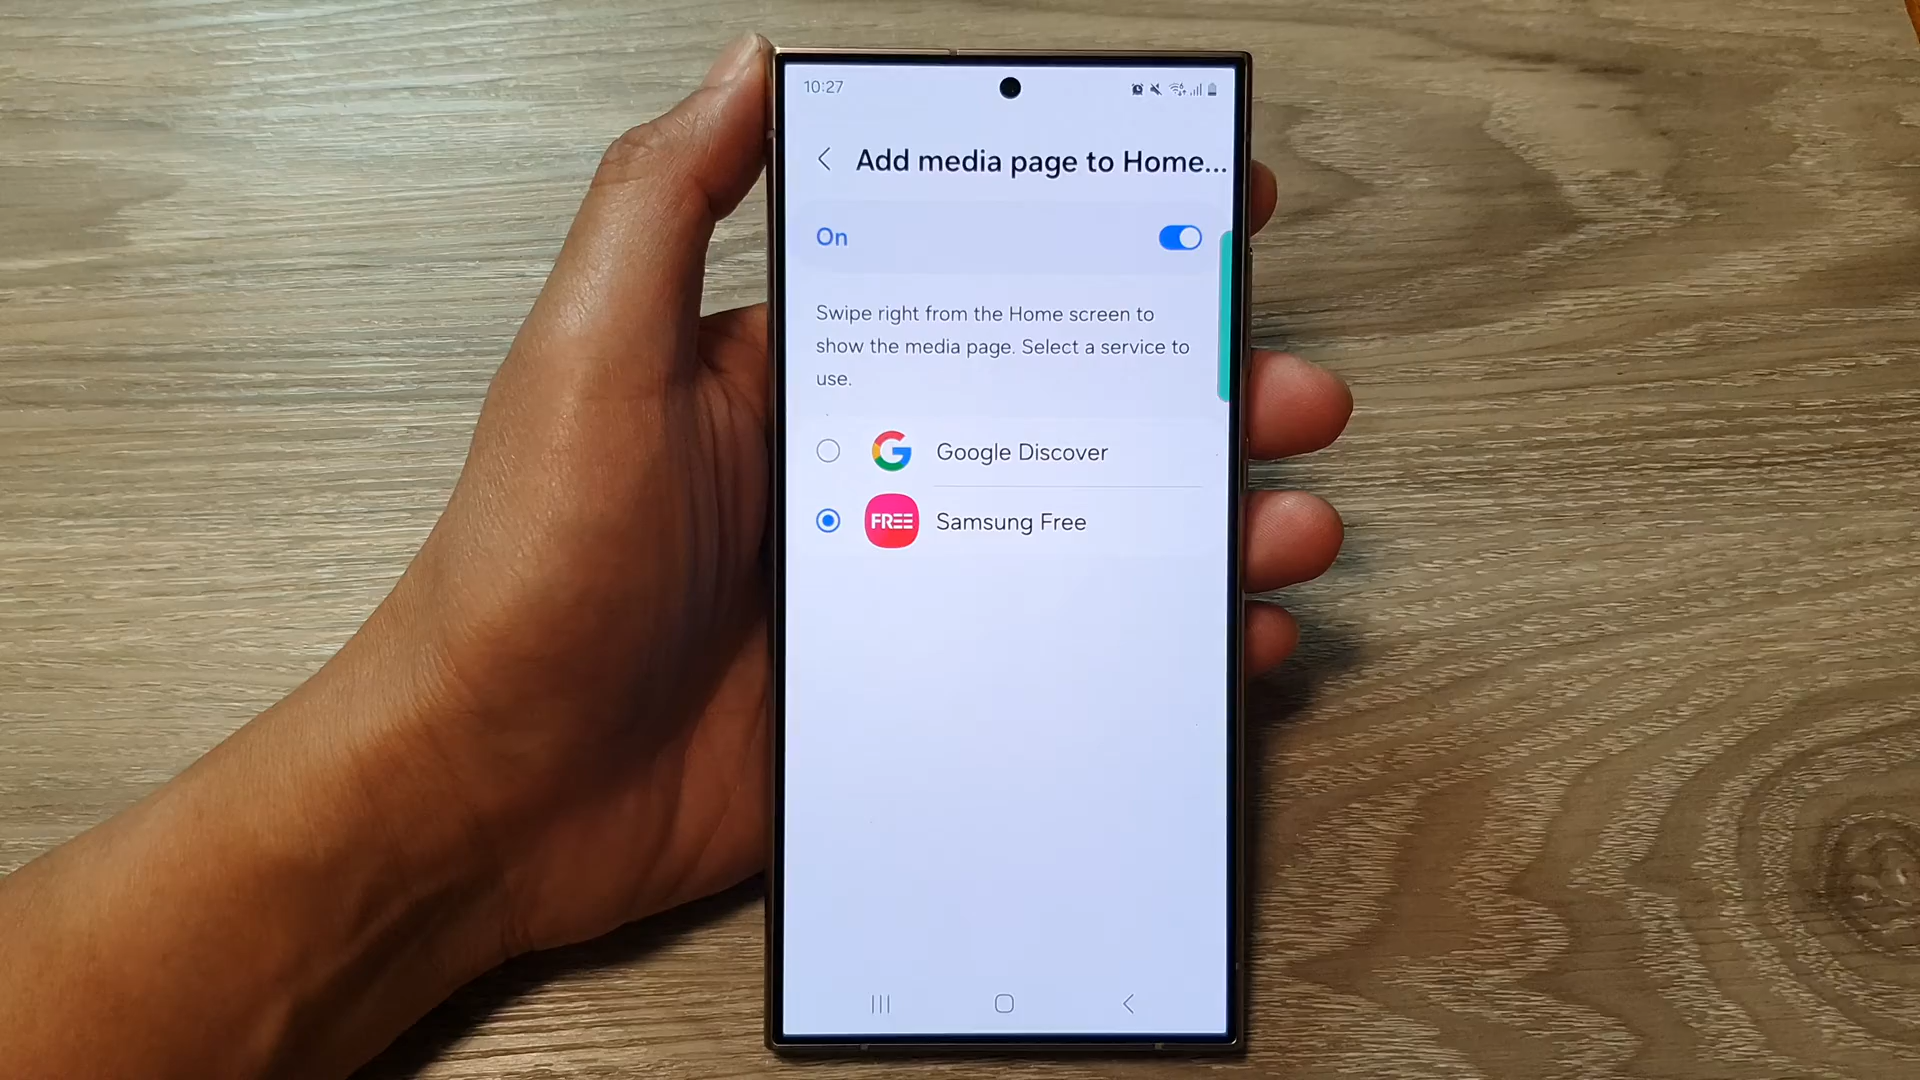 10:27
Add media page to Home...
On
Swipe right from the Home screen to
show the media page. Select a service to
use.
Google Discover
FREE Samsung Free